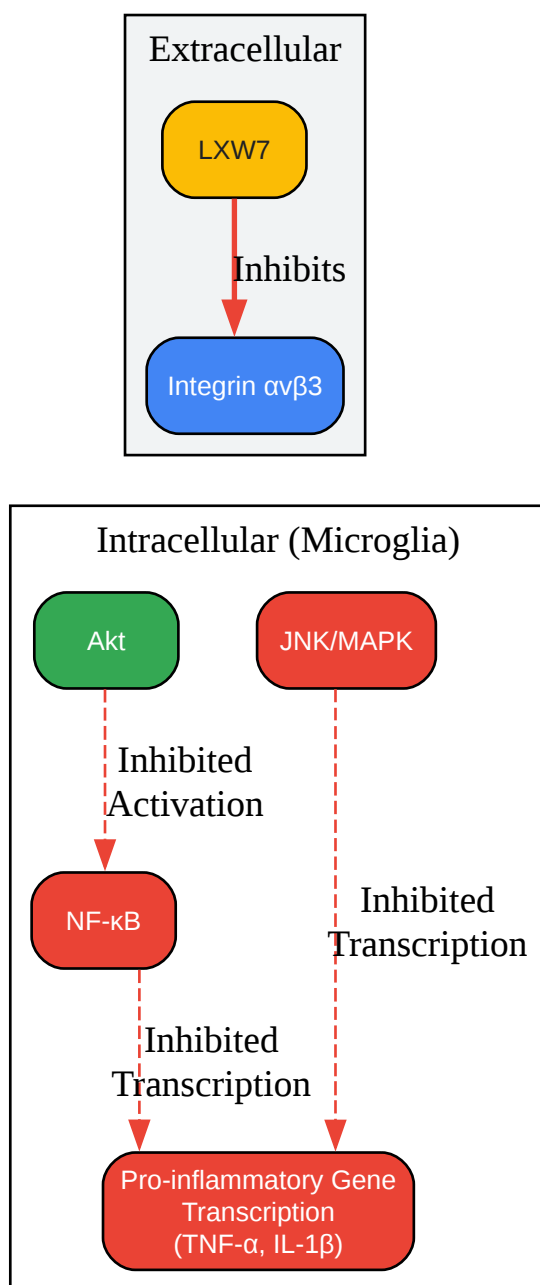 Extracellular
LXW7
Inhibits
Integrin αvβ3
Intracellular (Microglia)
Akt
JNK/MAPK
Inhibited
Activation
NF-κB
Inhibited
Transcription
Inhibited
Transcription
Pro-inflammatory Gene
Transcription
(TNF-α, IL-1β)